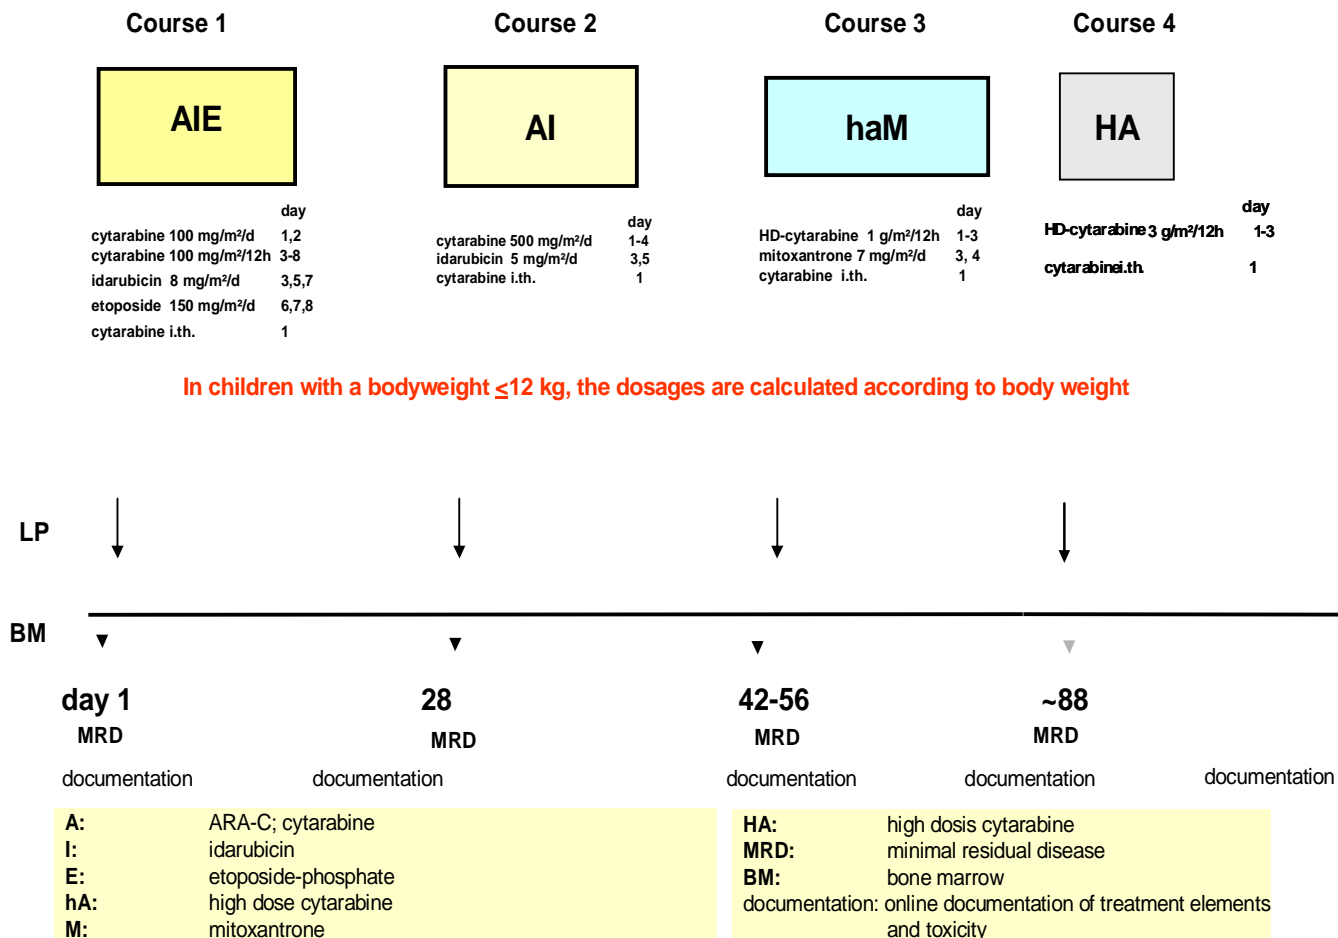 Course 1 Course 2 Course 3 Course 4
AIE AI haM HA
day
cytarabine 100 mg/m²/d 1,2
cytarabine 100 mg/m²/12h 3-8
idarubicin 8 mg/m²/d 3,5,7
etoposide 150 mg/m²/d 6,7,8
cytarabine i.th. 1
day
cytarabine 500 mg/m²/d 1-4
idarubicin 5 mg/m²/d 3,5
cytarabine i.th. 1
day
HD-cytarabine 1 g/m²/12h 1-3
mitoxantrone 7 mg/m²/d 3, 4
cytarabine i.th. 1
day
HD-cytarabine 3 g/m²/12h 1-3
cytarabinei.th. 1
In children with a bodyweight ≤12 kg, the dosages are calculated according to body weight
LP
BM
day 1 28 42-56 ~88
MRD MRD MRD MRD
documentation documentation documentation documentation documentation
A: ARA-C; cytarabine
I: idarubicin
E: etoposide-phosphate
hA: high dose cytarabine
M: mitoxantrone
HA: high dosis cytarabine
MRD: minimal residual disease
BM: bone marrow
documentation: online documentation of treatment elements
and toxicity